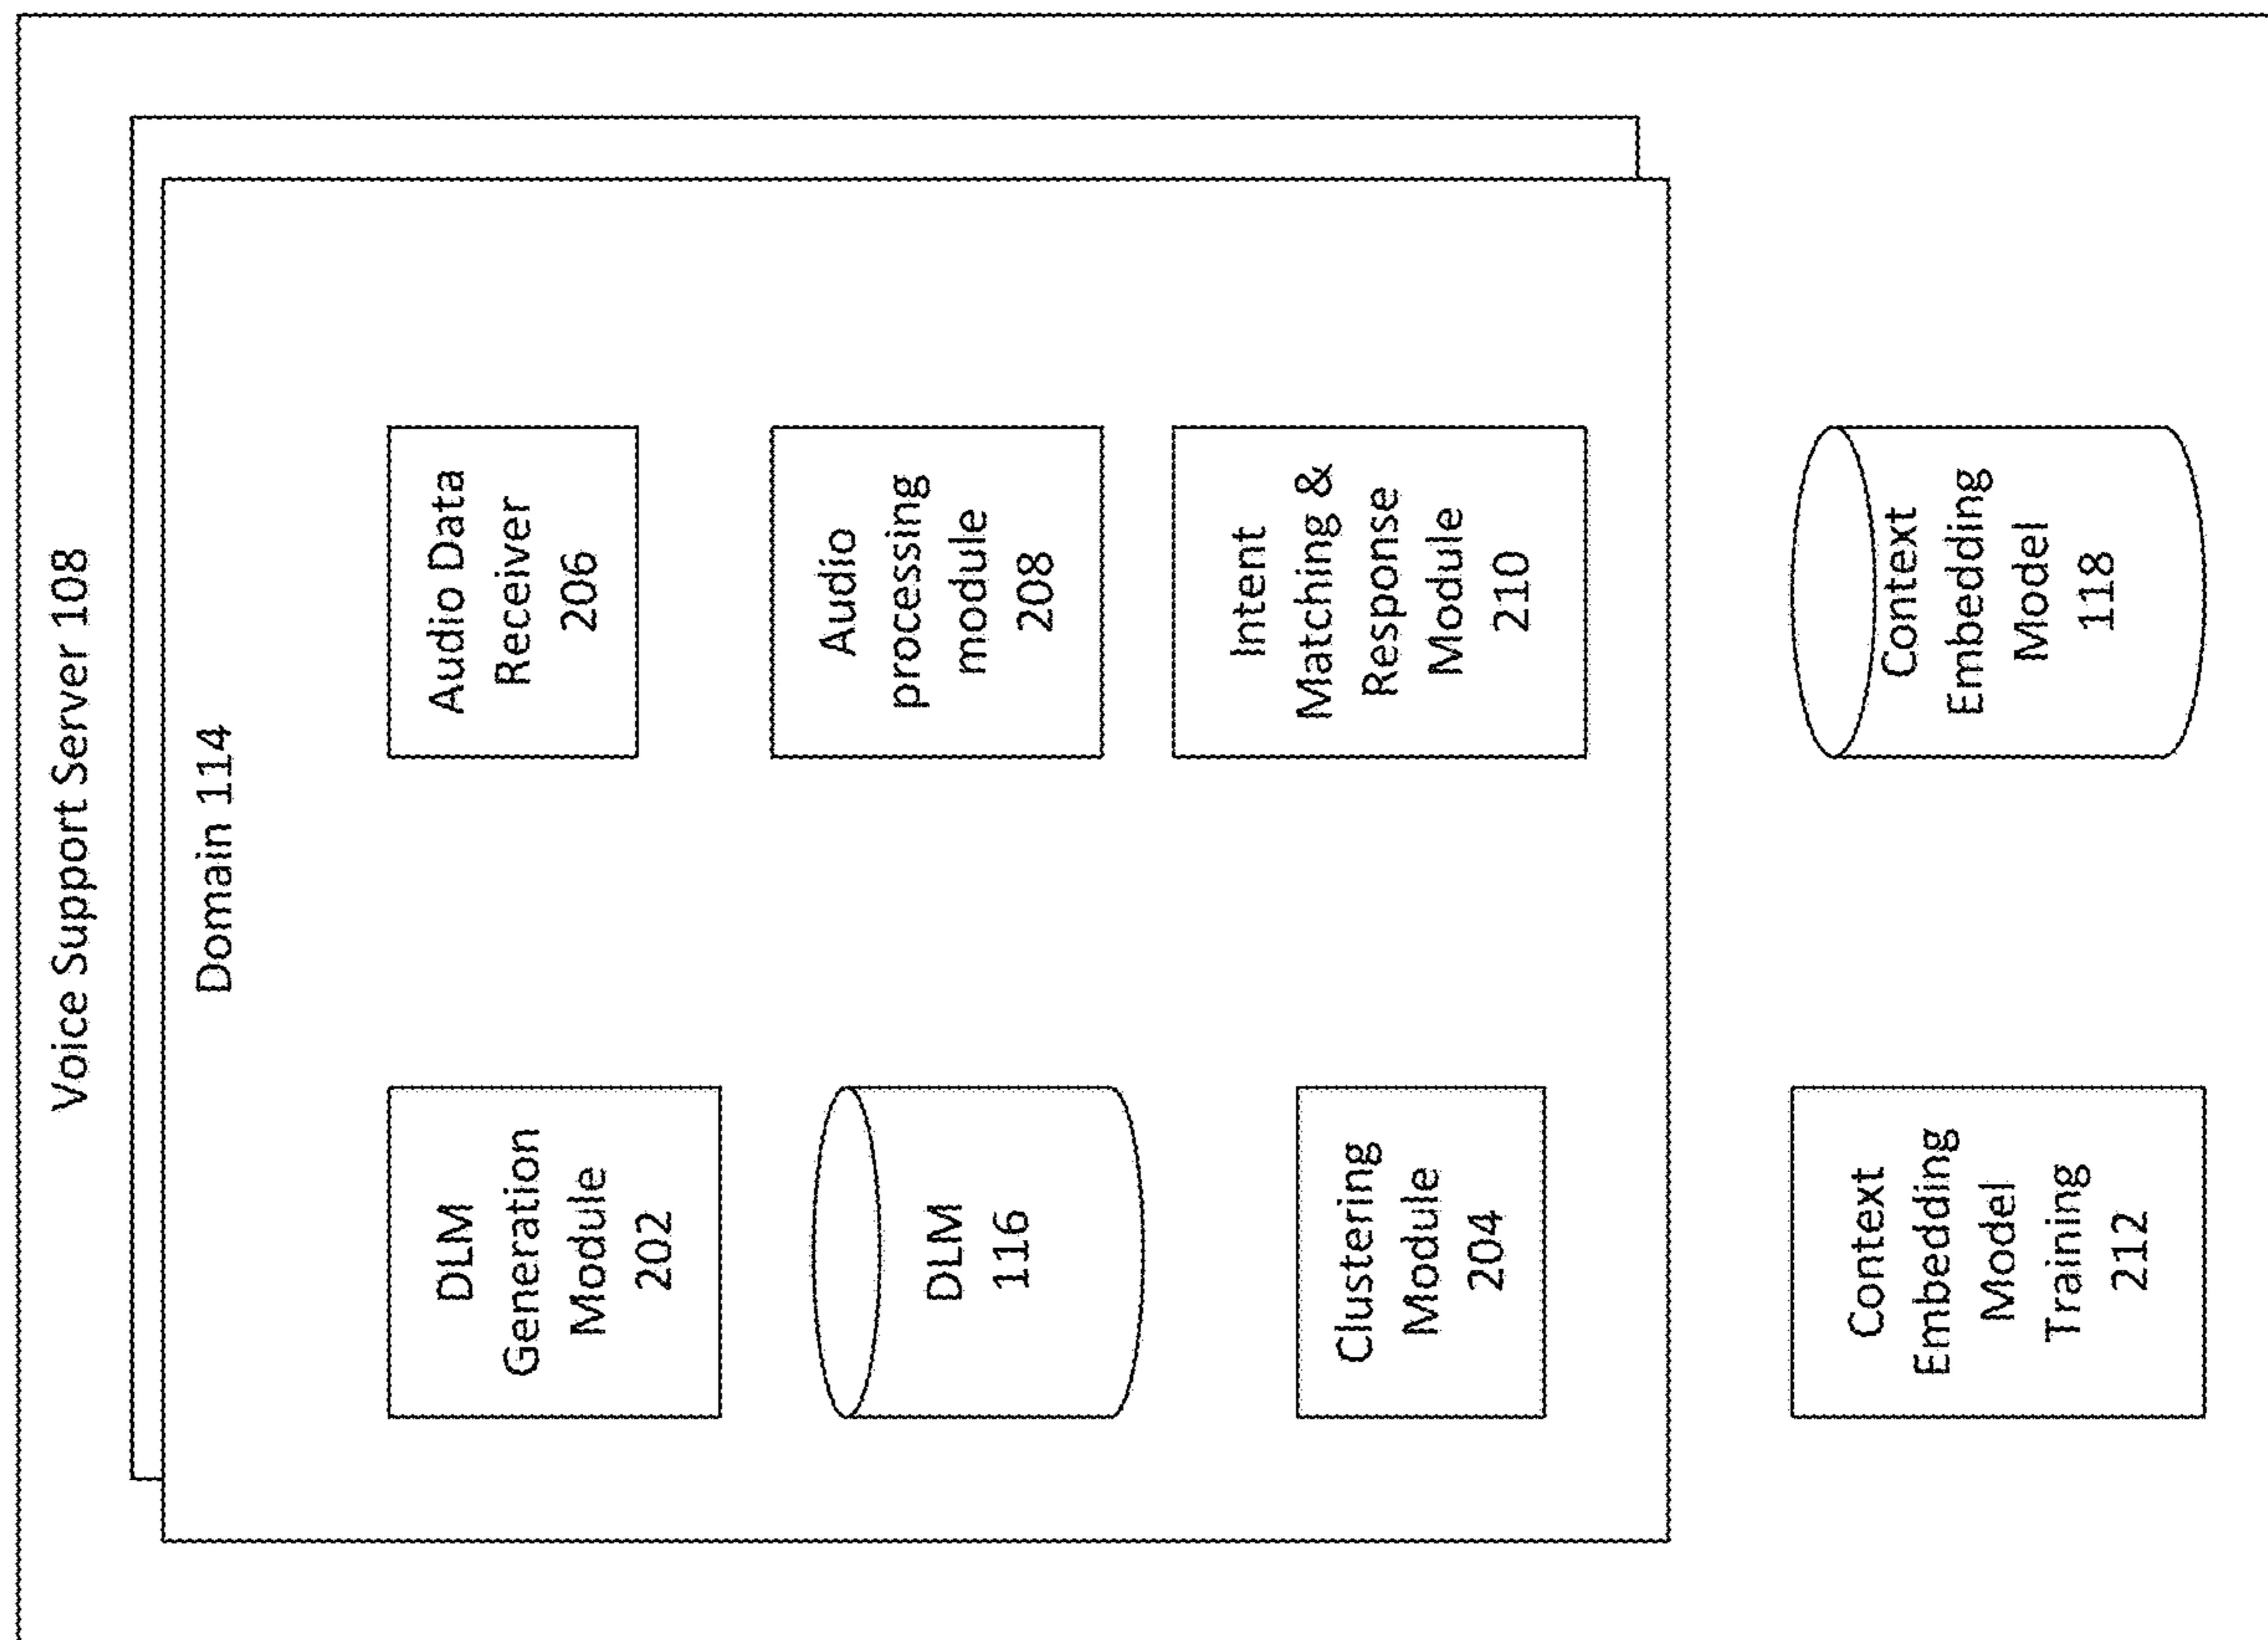 Voice Support Server 108
Domain 114
DLM
Generation
Module
202
DLM
116
Clustering
Module
204
Audio Data
Receiver
206
Audio
processing
module
208
Intent
Matching &
Response
Module
210
Context
Embedding
Model
Training
212
Context
Embedding
Model
118